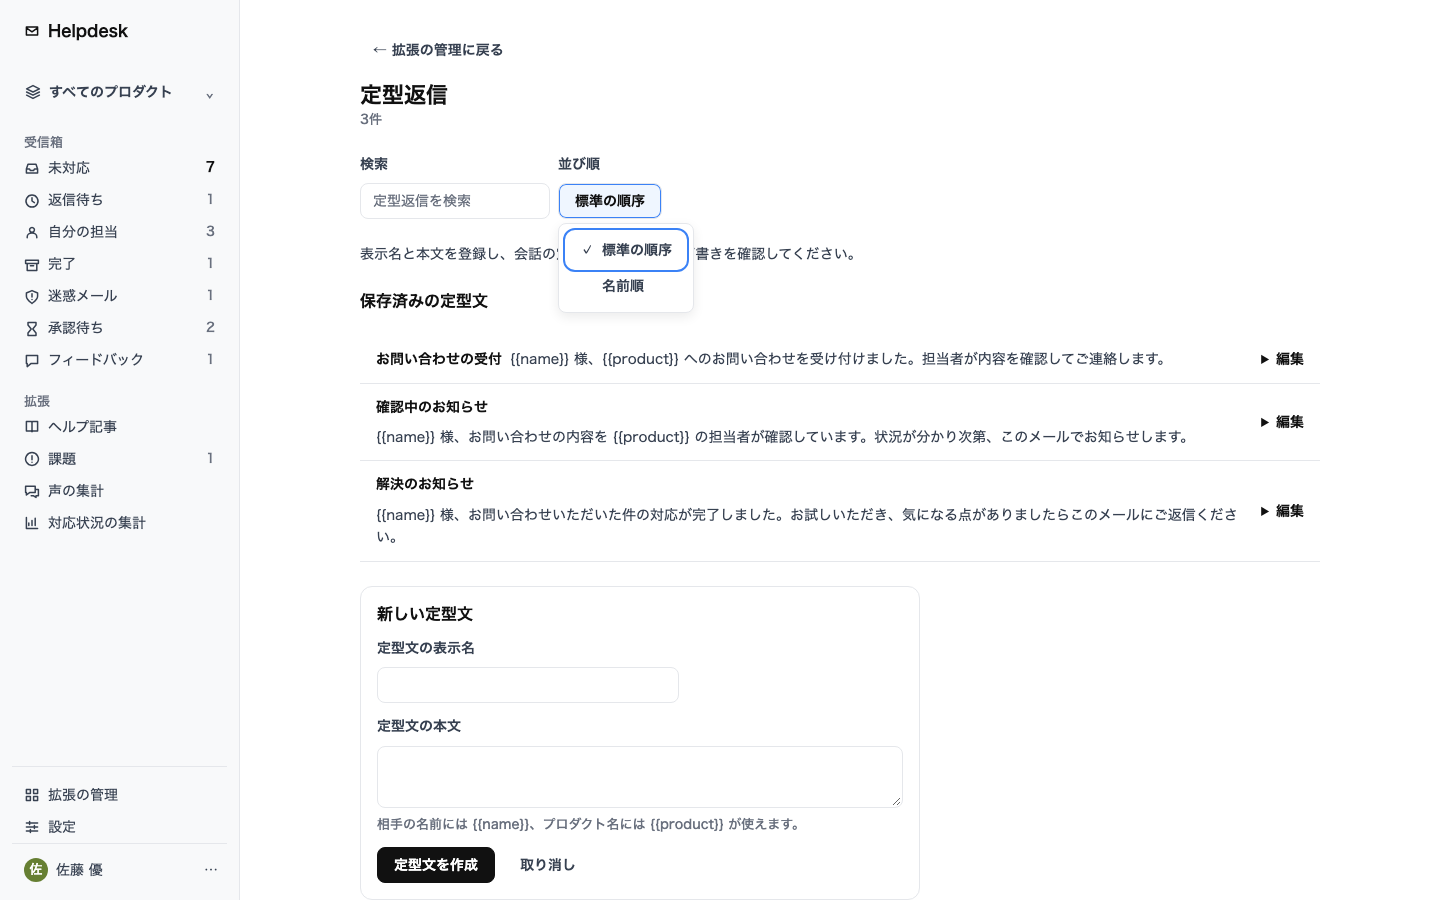 Helpdesk
すべてのプロダクト
受信箱
未対応 7
返信待ち 1
自分の担当 3
完了 1
迷惑メール 1
承認待ち 2
フィードバック 1
拡張
ヘルプ記事
課題 1
声の集計
対応状況の集計
拡張の管理
設定
佐 佐藤 優 …
← 拡張の管理に戻る
定型返信
3件
検索 並び順
定型返信を検索 標準の順序
✓ 標準の順序
名前順
表示名と本文を登録し、会話の 書きを確認してください。
保存済みの定型文
お問い合わせの受付 {{name}} 様、{{product}} へのお問い合わせを受け付けました。担当者が内容を確認してご連絡します。 ▶ 編集
確認中のお知らせ
{{name}} 様、お問い合わせの内容を {{product}} の担当者が確認しています。状況が分かり次第、このメールでお知らせします。 ▶ 編集
解決のお知らせ
{{name}} 様、お問い合わせいただいた件の対応が完了しました。お試しいただき、気になる点がありましたらこのメールにご返信くださ
い。 ▶ 編集
新しい定型文
定型文の表示名
定型文の本文
相手の名前には {{name}}、プロダクト名には {{product}} が使えます。
定型文を作成 取り消し